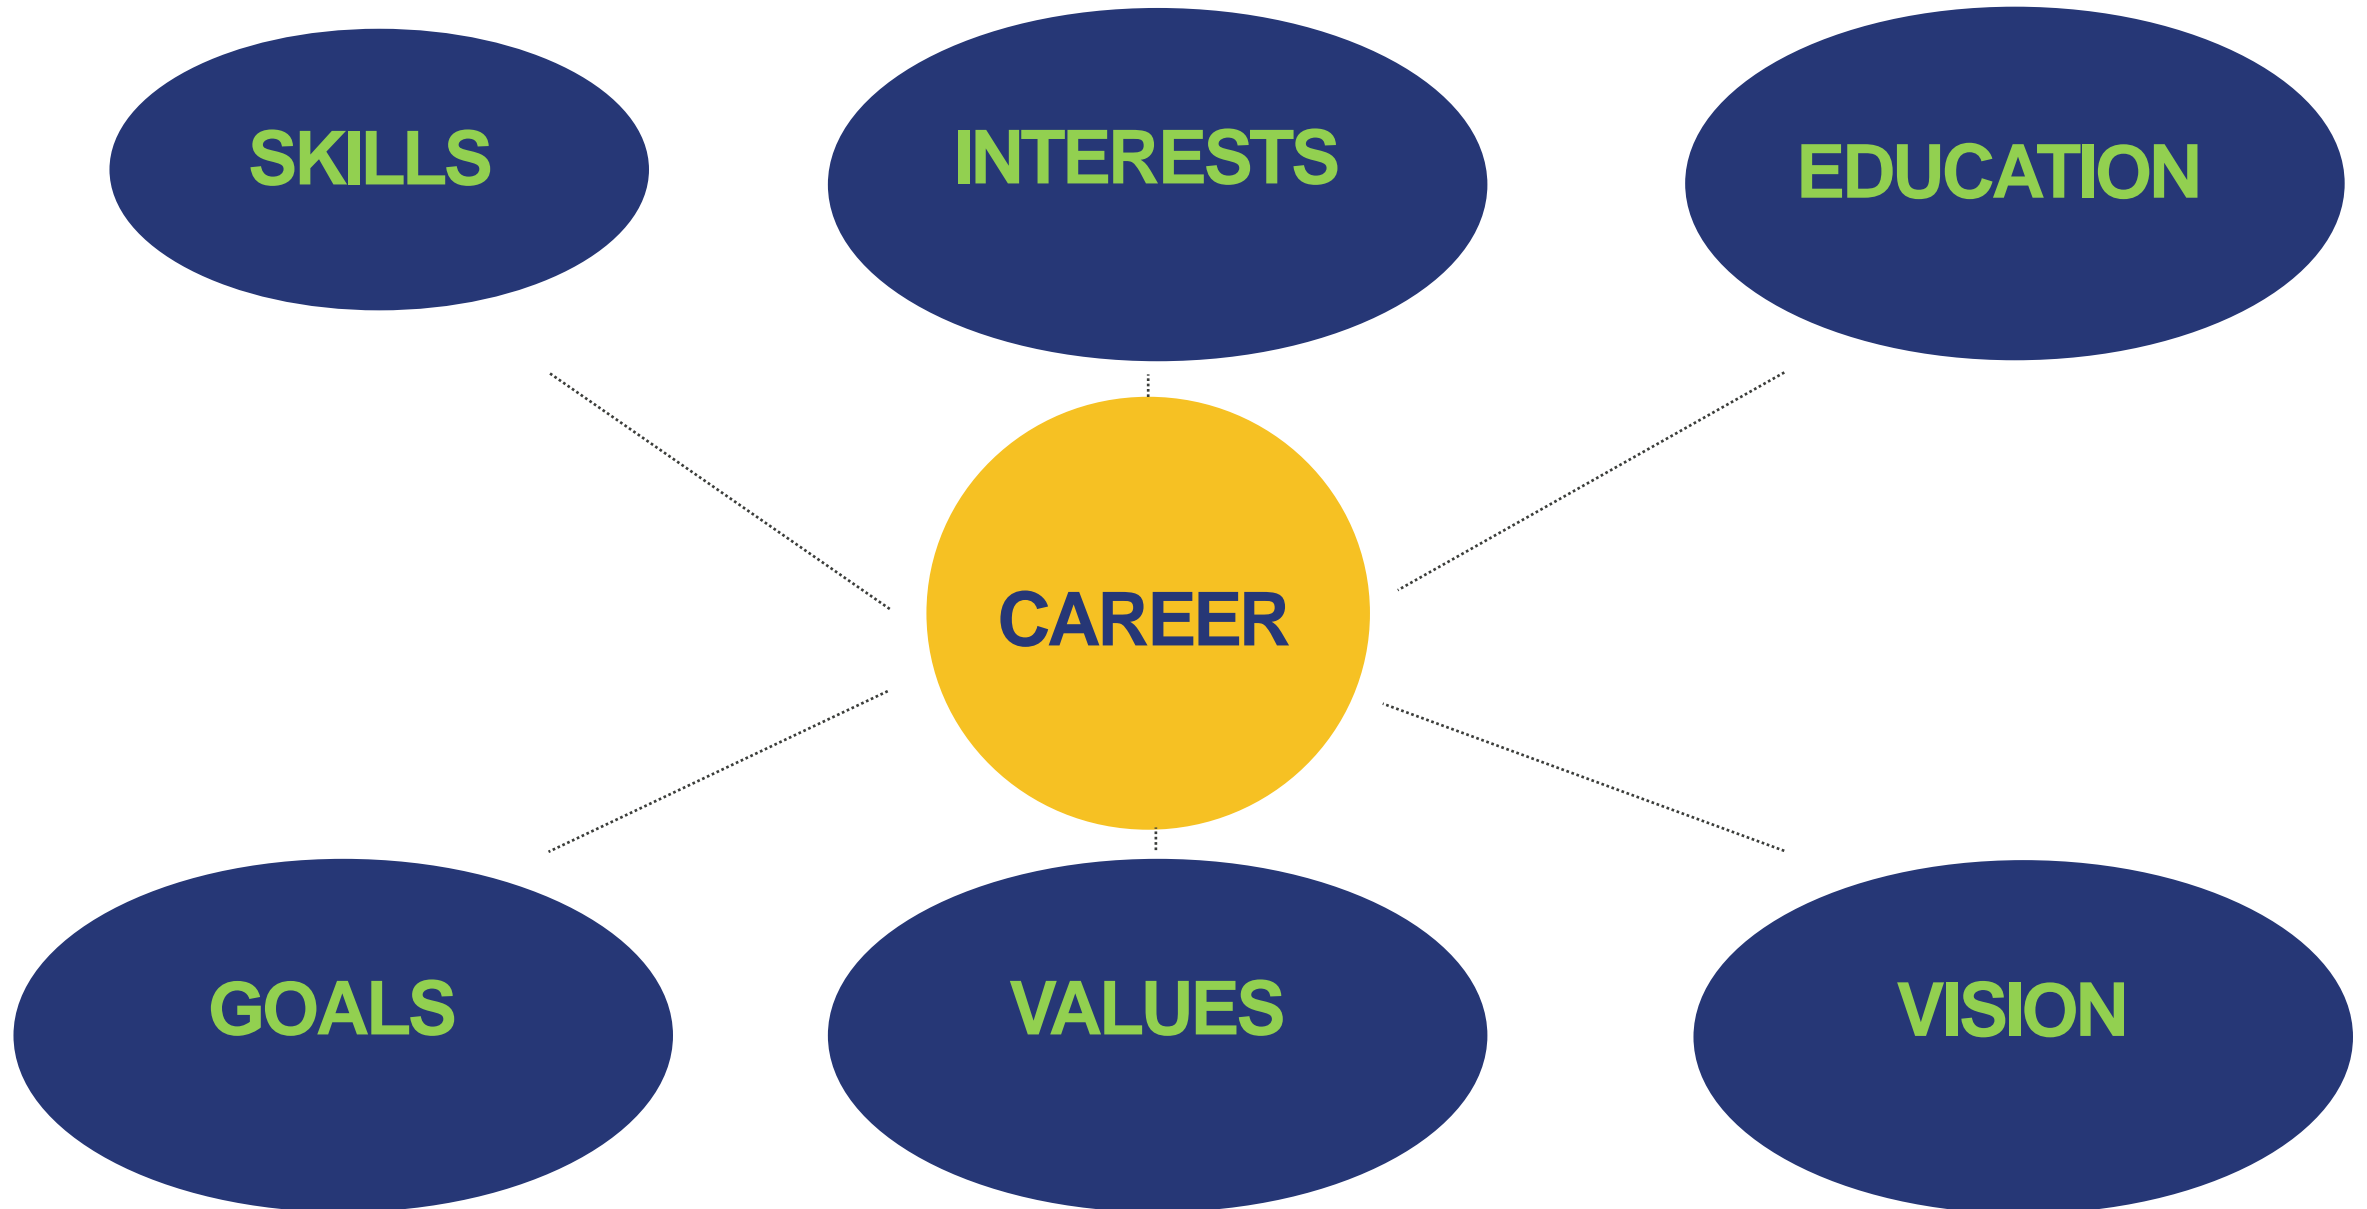 SKILLS
INTERESTS
EDUCATION
CAREER
GOALS
VALUES
VISION